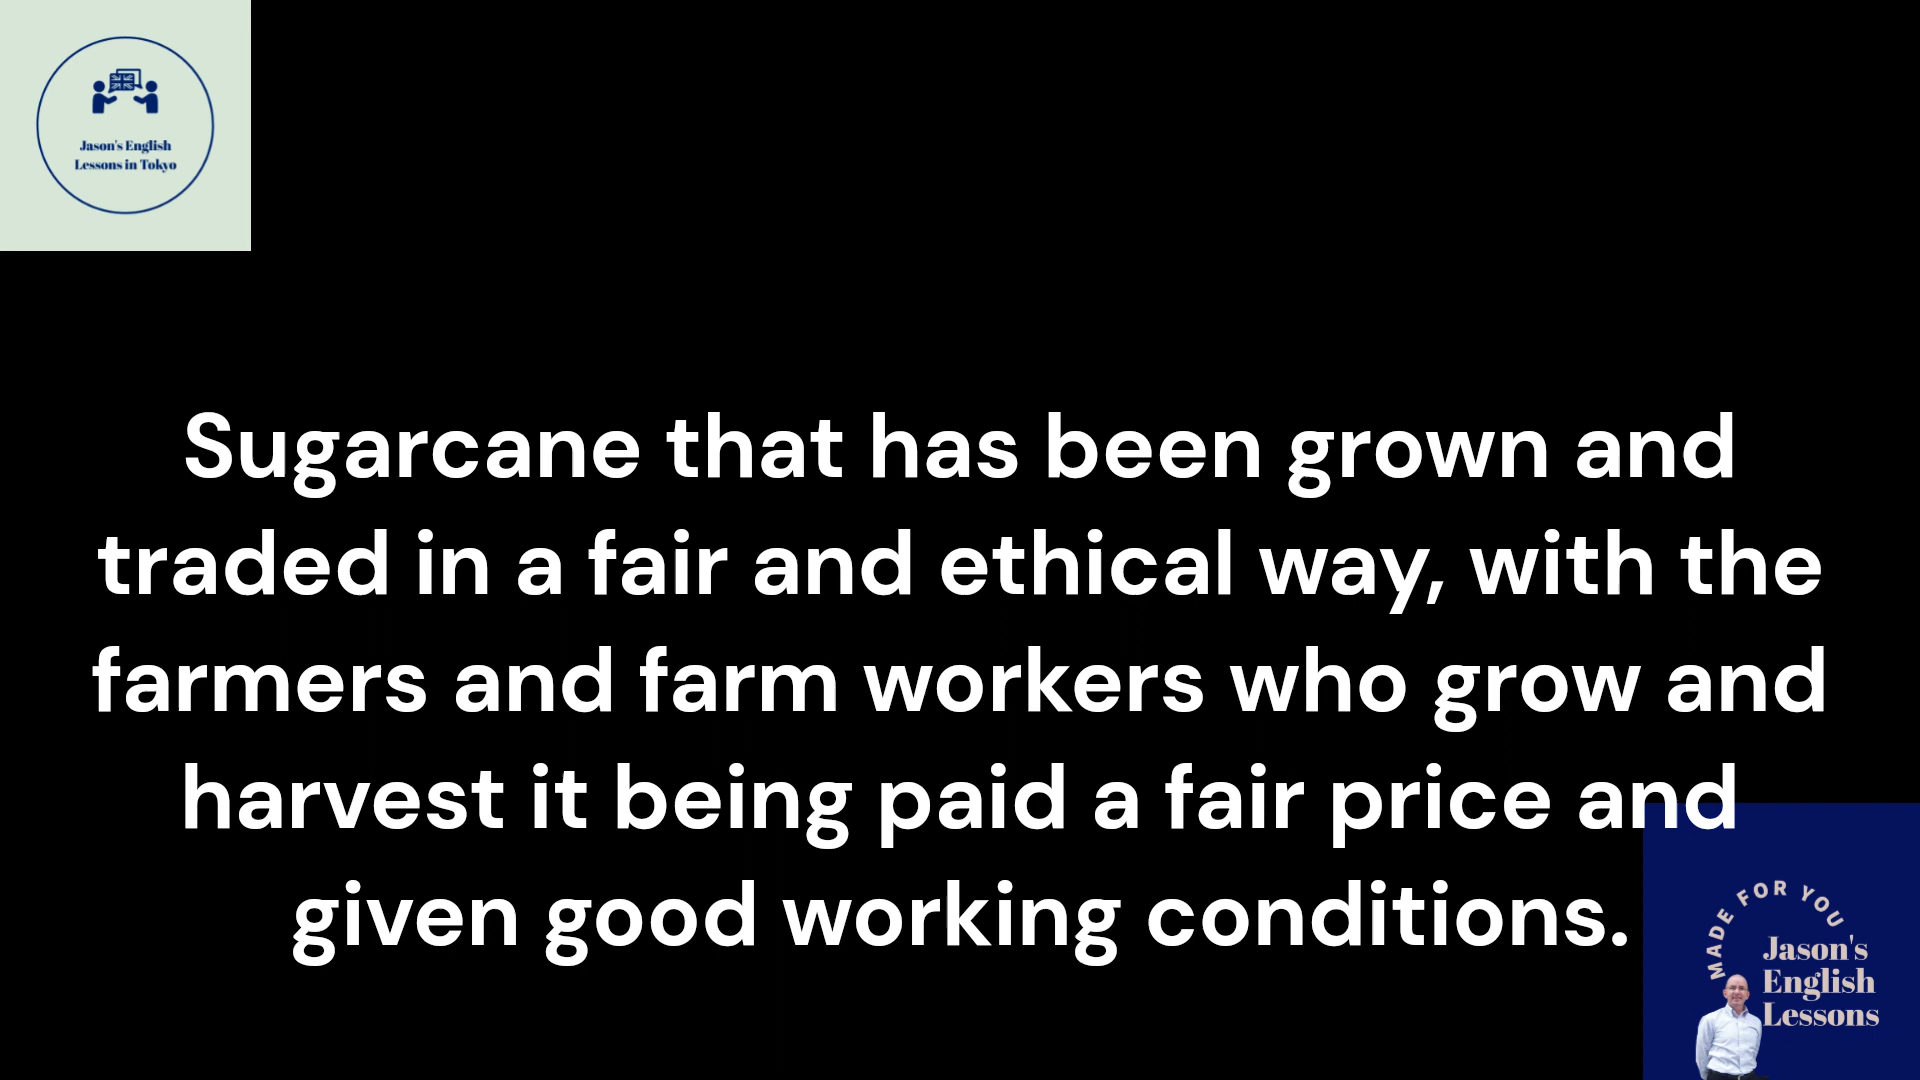 Jason's English
Lessons in Tokyo
Sugarcane that has been grown and
traded in a fair and ethical way, with the
farmers and farm workers who grow and
harvest it being paid a fair price and
given good working conditions.
MADE FOR YOU
Jason's
English
Lessons